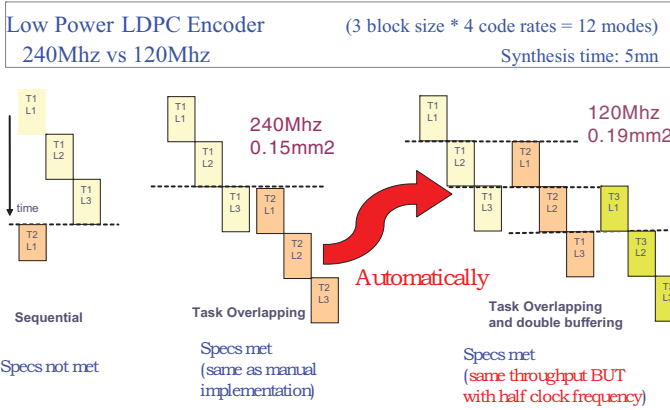 Low Power LDPC Encoder (3 block size * 4 code rates = 12 modes)
240Mhz vs 120Mhz Synthesis time: 5mn
T1
L1
T1
L2
T1
L3
T2
L1
time
Sequential
Specs not met
T1
L1
T1
L2
T1
L3
T2
L1
T2
L2
T2
L3
240Mhz
0.15mm2
Task Overlapping
Specs met
(same as manual
implementation)
Automatically
T1
L1
T1
L2
T1
L3
T2
L1
T2
L2
T1
L3
T3
L1
T3
L2
120Mhz
0.19mm2
Task Overlapping
and double buffering
Specs met
(same throughput BUT
with half clock frequency)